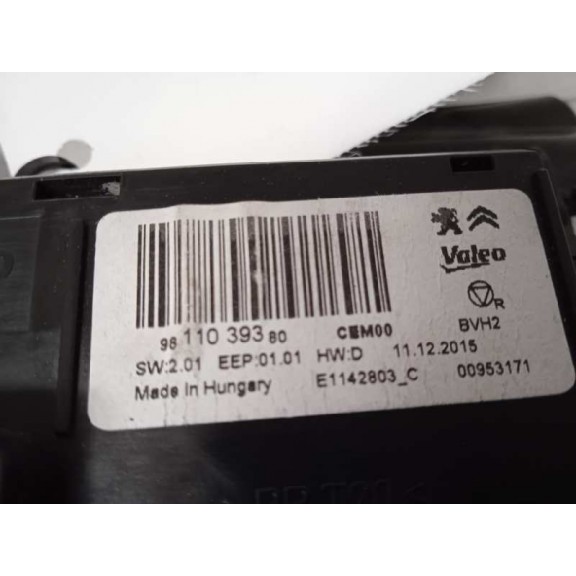 Valeo
R
98 110 393 80 CEM00 BVH2
SW:2.01 EEP:01.01 HW:D 11.12.2015
Made In Hungary E1142803_C 00953171